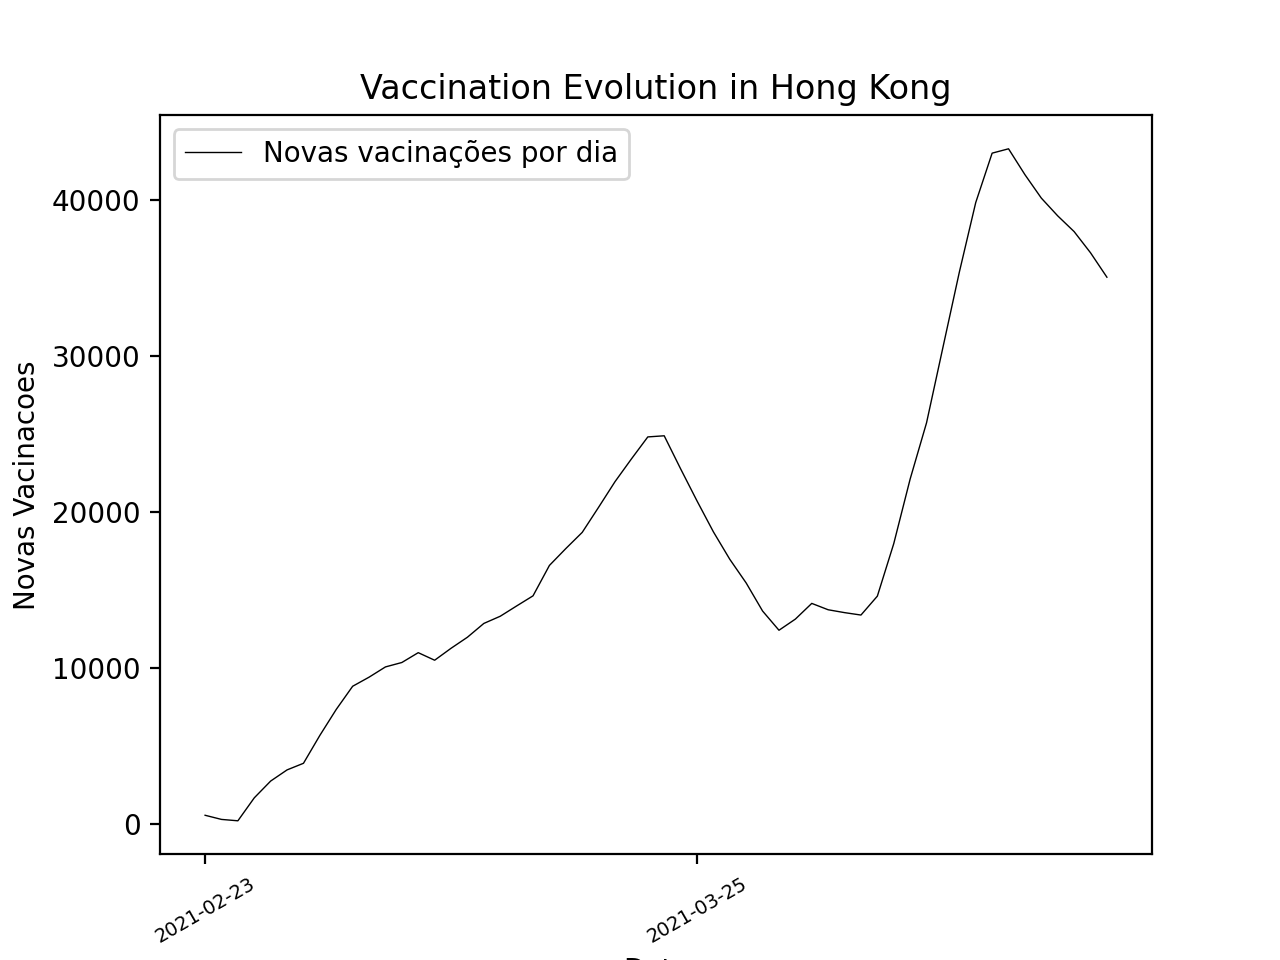 Vaccination Evolution in Hong Kong
Novas vacinações por dia
40000
30000
20000
10000
0
Novas Vacinacoes
2021-02-23
2021-03-25